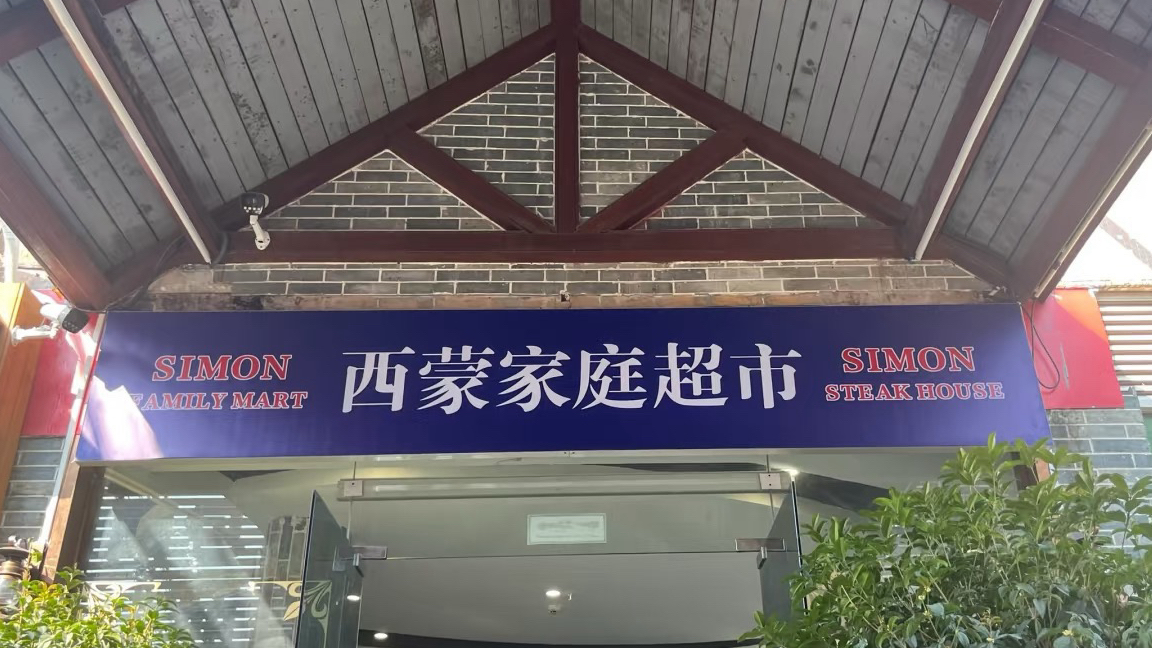 SIMON
FAMILY MART
西蒙家庭超市
SIMON
STEAK HOUSE